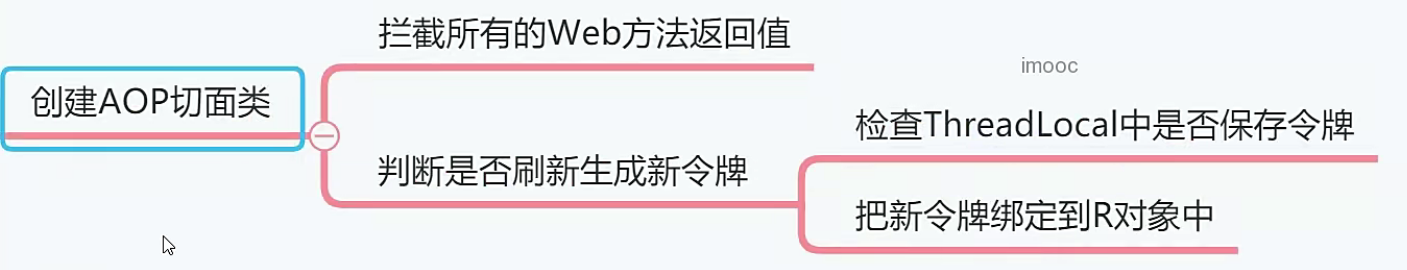 拦截所有的Web方法返回值
imooc
创建AOP切面类
检查ThreadLocal中是否保存令牌
判断是否刷新生成新令牌
把新令牌绑定到R对象中